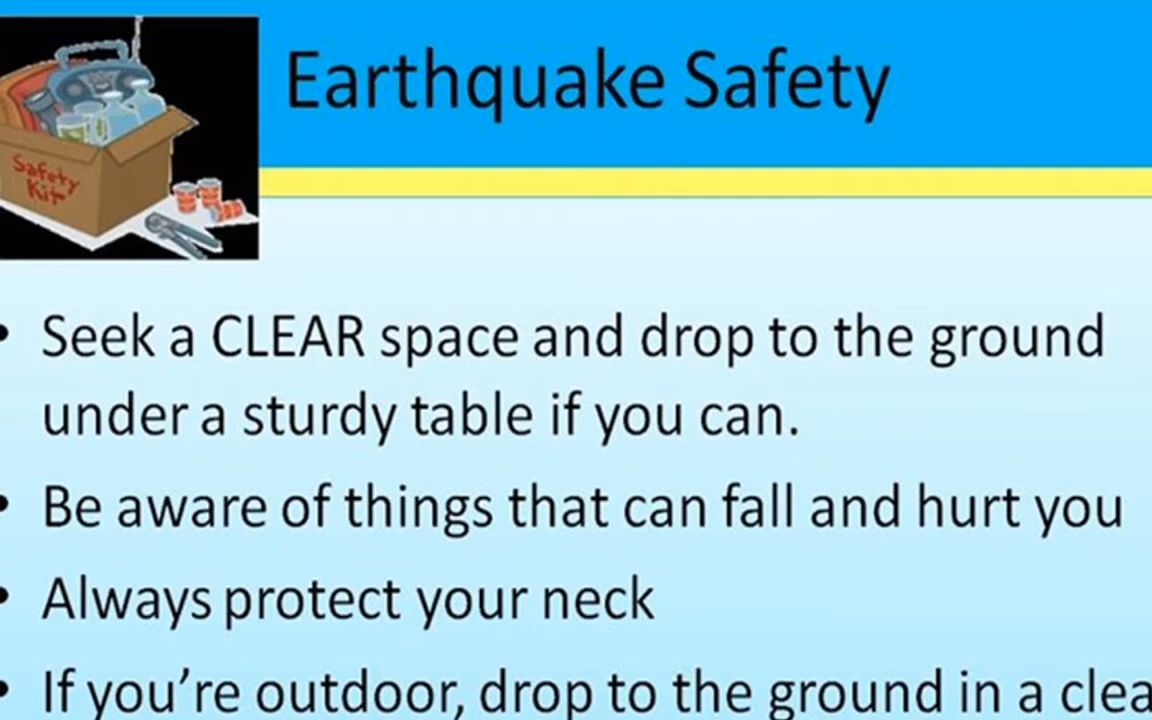 Earthquake Safety
Safety
Kit
• Seek a CLEAR space and drop to the ground
under a sturdy table if you can.
• Be aware of things that can fall and hurt you
• Always protect your neck
• If you’re outdoor, drop to the ground in a